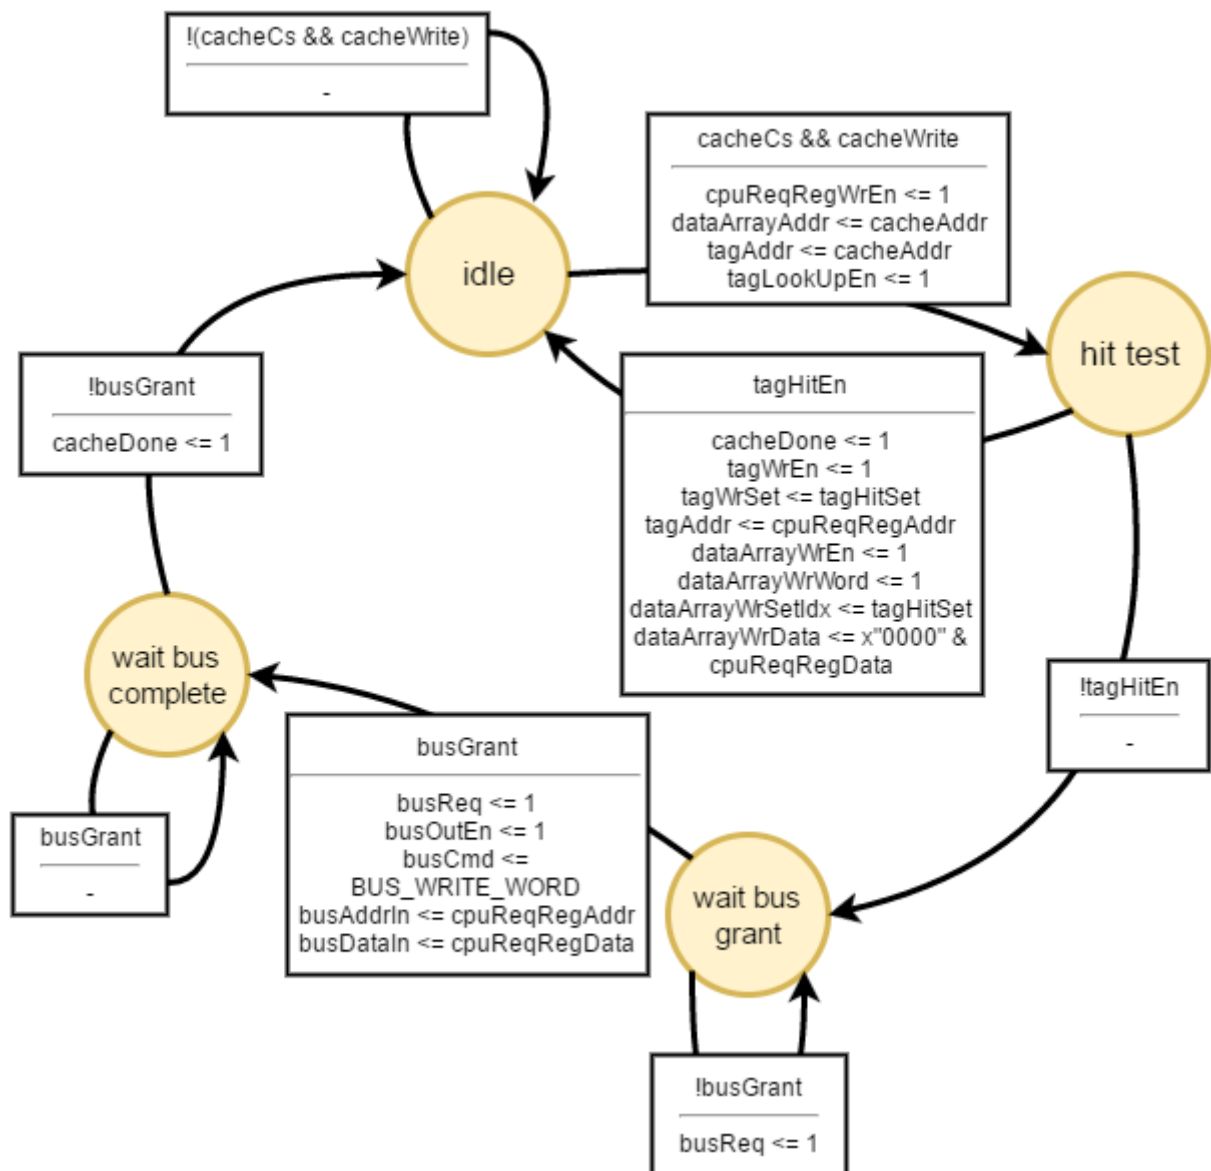 !(cacheCs && cacheWrite)
-
cacheCs && cacheWrite
cpuReqRegWrEn <= 1
dataArrayAddr <= cacheAddr
tagAddr <= cacheAddr
tagLookUpEn <= 1
idle
hit test
!busGrant
cacheDone <= 1
tagHitEn
cacheDone <= 1
tagWrEn <= 1
tagWrSet <= tagHitSet
tagAddr <= cpuReqRegAddr
dataArrayWrEn <= 1
dataArrayWrWord <= 1
dataArrayWrSetIdx <= tagHitSet
dataArrayWrData <= x"0000" &
cpuReqRegData
wait bus
complete
!tagHitEn
-
busGrant
busReq <= 1
busOutEn <= 1
busCmd <=
BUS_WRITE_WORD
busAddrIn <= cpuReqRegAddr
busDataIn <= cpuReqRegData
busGrant
-
wait bus
grant
!busGrant
busReq <= 1